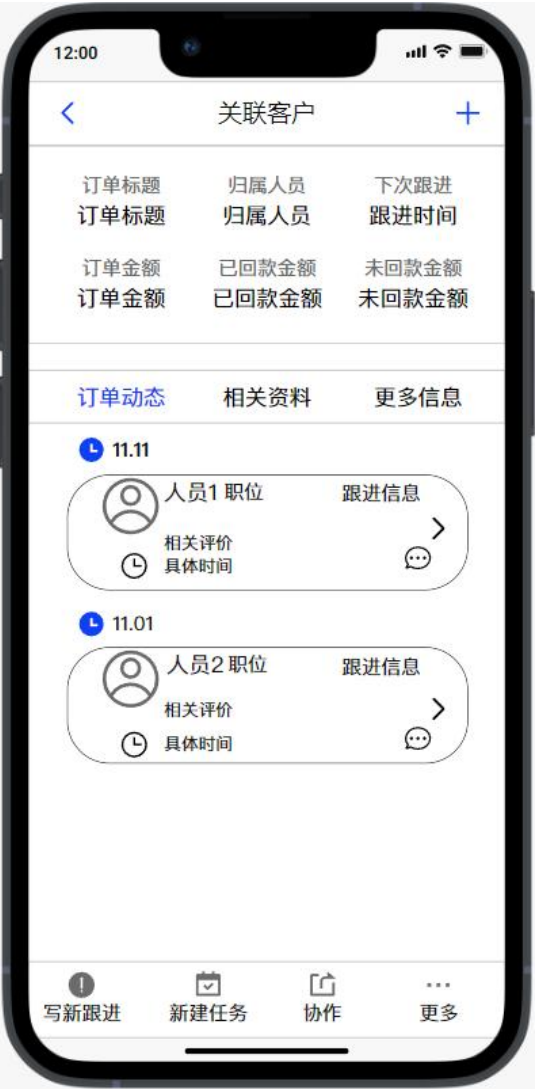 12:00
关联客户
订单标题 归属人员 下次跟进
订单标题 归属人员 跟进时间
订单金额 已回款金额 未回款金额
订单金额 已回款金额 未回款金额
订单动态 相关资料 更多信息
11.11
人员1 职位 跟进信息
相关评价
具体时间
11.01
人员2 职位 跟进信息
相关评价
具体时间
写新跟进 新建任务 协作 更多